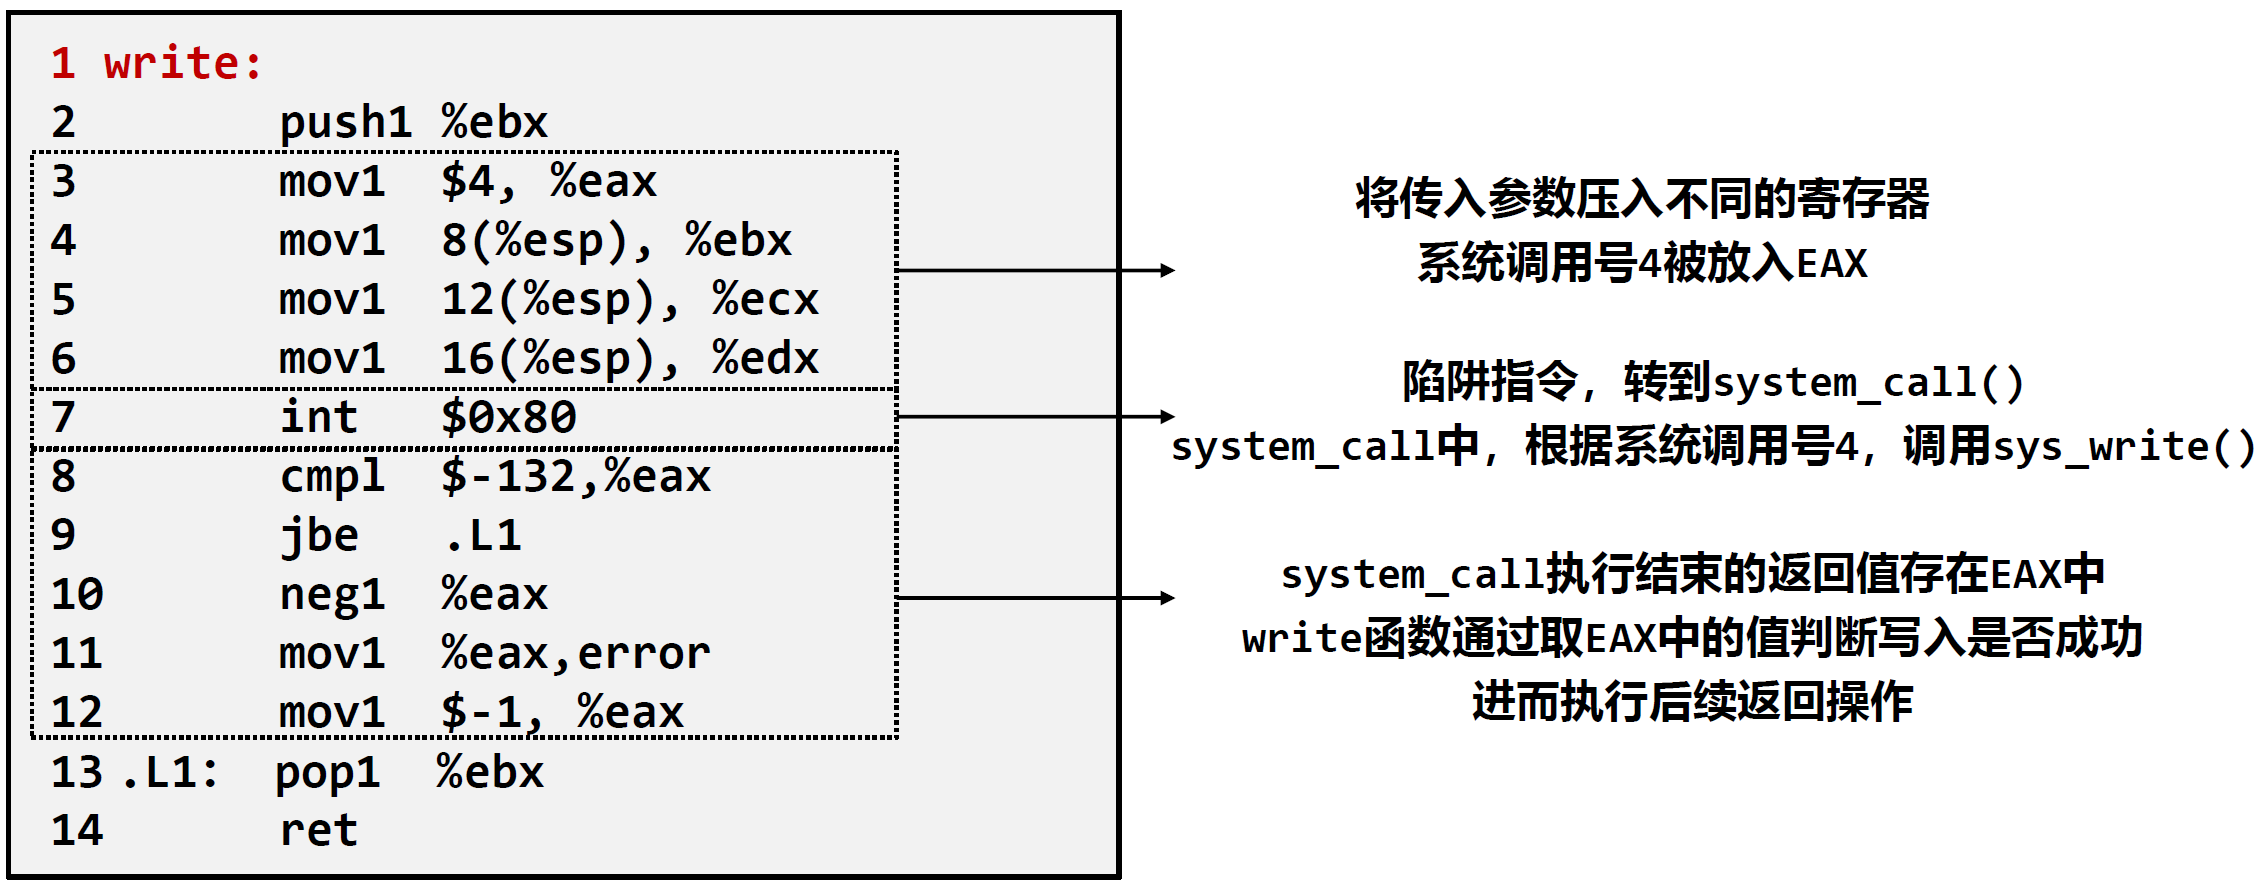 1 write:
2 push1 %ebx
3 mov1 $4, %eax
4 mov1 8(%esp), %ebx
5 mov1 12(%esp), %ecx
6 mov1 16(%esp), %edx
7 int $0x80
8 cmpl $-132,%eax
9 jbe .L1
10 neg1 %eax
11 mov1 %eax,error
12 mov1 $-1, %eax
13 .L1: pop1 %ebx
14 ret
将传入参数压入不同的寄存器
系统调用号4被放入EAX
陷阱指令，转到system_call()
system_call中，根据系统调用号4，调用sys_write()
system_call执行结束的返回值存在EAX中
write函数通过取EAX中的值判断写入是否成功
进而执行后续返回操作